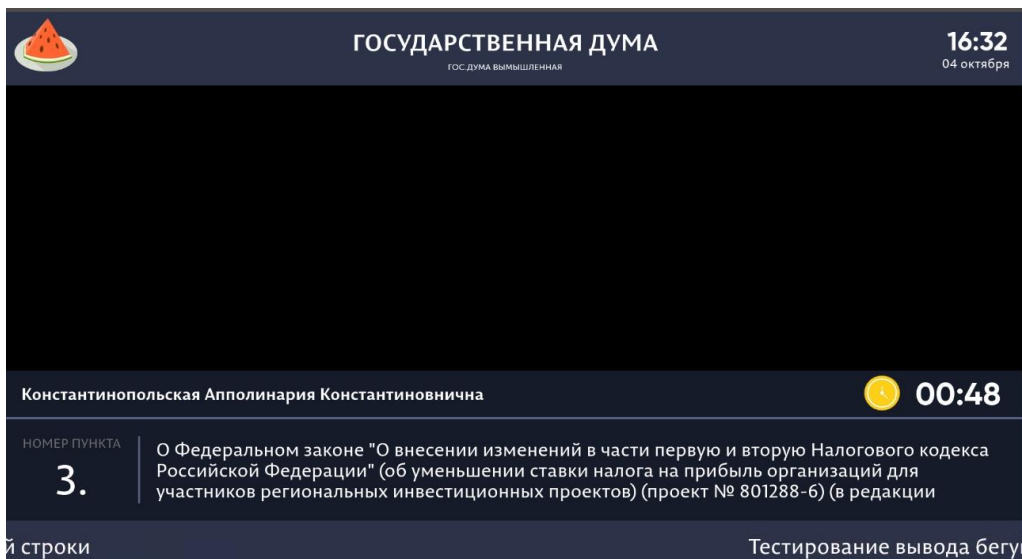 ГОСУДАРСТВЕННАЯ ДУМА
ГОС.ДУМА ВЫМЫШЛЕННАЯ
16:32
04 октября
Константинопольская Апполинария Константиновнична
00:48
НОМЕР ПУНКТА
3.
О Федеральном законе "О внесении изменений в части первую и вторую Налогового кодекса
Российской Федерации" (об уменьшении ставки налога на прибыль организаций для
участников региональных инвестиционных проектов) (проект № 801288-6) (в редакции
й строки
Тестирование вывода бегу